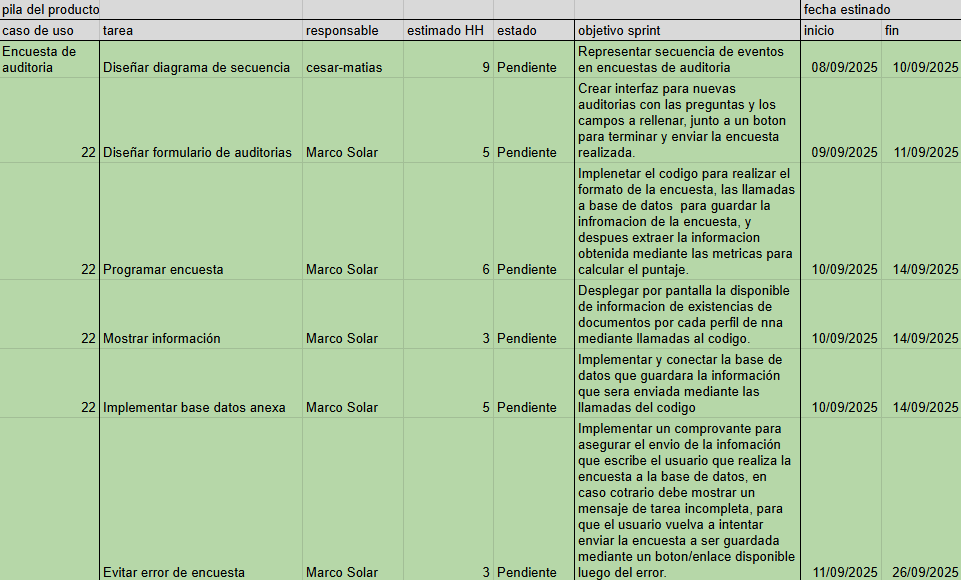 pila del producto fecha estinado
caso de uso tarea responsable estimado HH estado objetivo sprint inicio fin
Encuesta de
auditoria Diseñar diagrama de secuencia cesar-matias 9 Pendiente Representar secuencia de eventos
en encuestas de auditoria 08/09/2025 10/09/2025
Crear interfaz para nuevas
auditorias con las preguntas y los
campos a rellenar, junto a un boton
para terminar y enviar la encuesta
22 Diseñar formulario de auditorias Marco Solar 5 Pendiente realizada. 09/09/2025 11/09/2025
Implenetar el codigo para realizar el
formato de la encuesta, las llamadas
a base de datos para guardar la
infromacion de la encuesta, y
despues extraer la informacion
obtenida mediante las metricas para
22 Programar encuesta Marco Solar 6 Pendiente calcular el puntaje. 10/09/2025 14/09/2025
Desplegar por pantalla la disponible
de informacion de existencias de
documentos por cada perfil de nna
22 Mostrar información Marco Solar 3 Pendiente mediante llamadas al codigo. 10/09/2025 14/09/2025
Implementar y conectar la base de
datos que guardara la información
que sera enviada mediante las
22 Implementar base datos anexa Marco Solar 5 Pendiente llamadas del codigo 10/09/2025 14/09/2025
Implementar un comprovante para
asegurar el envio de la infomación
que escribe el usuario que realiza la
encuesta a la base de datos, en
caso cotrario debe mostrar un
mensaje de tarea incompleta, para
que el usuario vuelva a intentar
enviar la encuesta a ser guardada
mediante un boton/enlace disponible
Evitar error de encuesta Marco Solar 3 Pendiente luego del error. 11/09/2025 26/09/2025